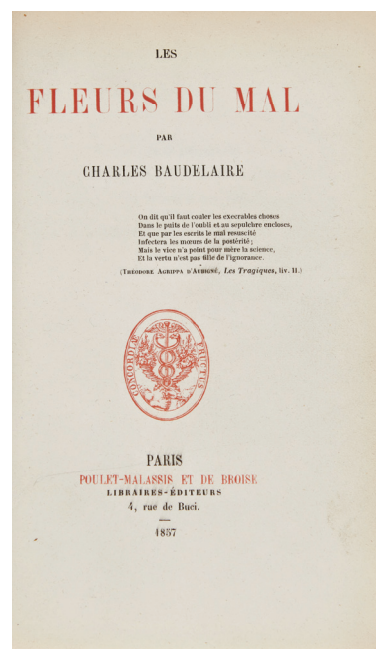 LES
FLEURS DU MAL
PAR
CHARLES BAUDELAIRE
On dit qu'il faut couler les execrables choses
Dans le puits de l'oubli et au sepulchre encloses,
Et que par les escrits le mal resuscité
Infectera les mœurs de la postérité;
Mais le vice n'a point pour mère la science,
Et la vertu n'est pas fille de l'ignorance.
(THÉODORE AGRIPPA D'AUBIGNÉ, Les Tragiques, liv. II.)
CONCORDIÆ FRUCTUS
PARIS
POULET-MALASSIS ET DE BROISE
LIBRAIRES-ÉDITEURS
4, rue de Buci.
1857